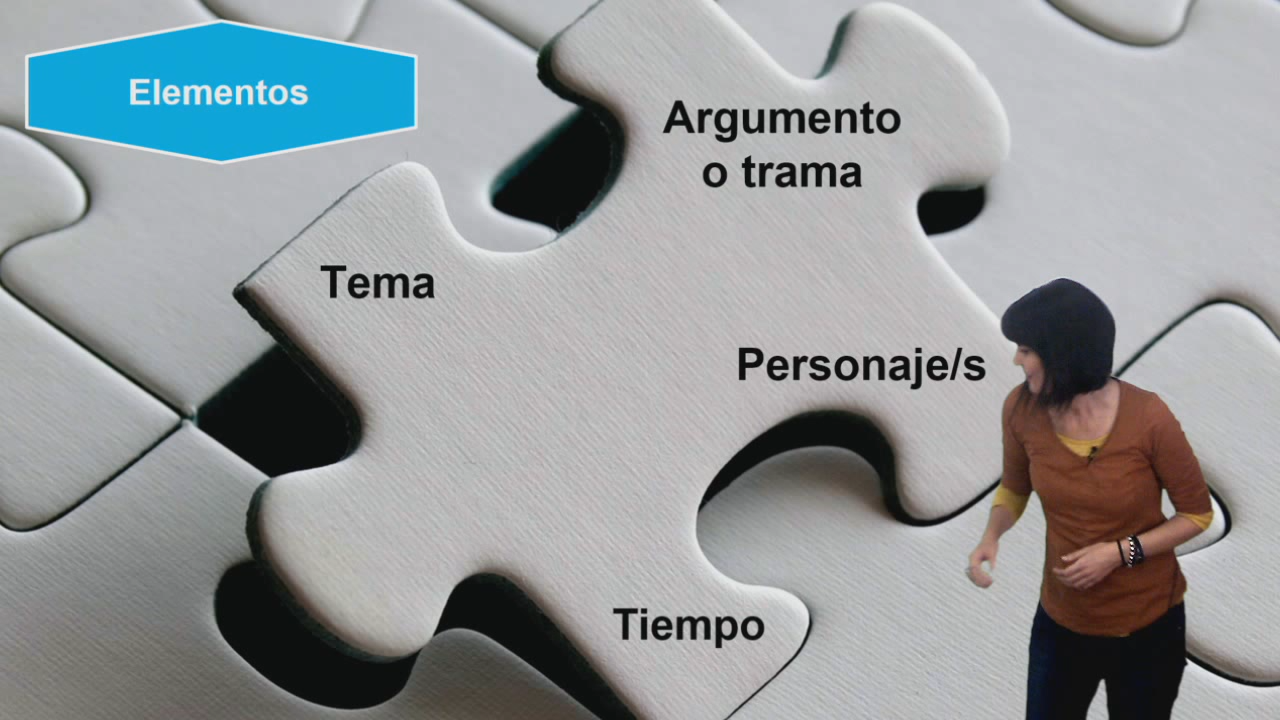 Elementos
Argumento
o trama
Tema
Personaje/s
Tiempo